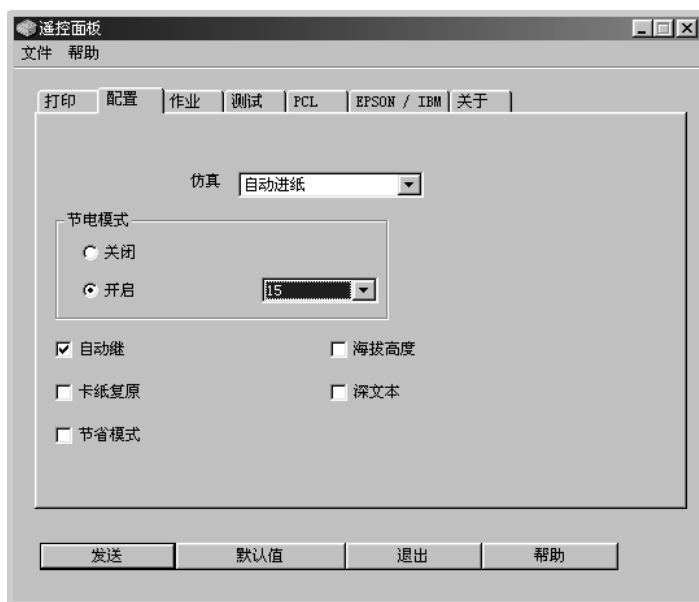 遥控面板
文件 帮助
打印 配置 作业 测试 PCL EPSON / IBM 关于
仿真 自动进纸
节电模式
关闭
开启 15
自动继 海拔高度
卡纸复原 深文本
节省模式
发送 默认值 退出 帮助